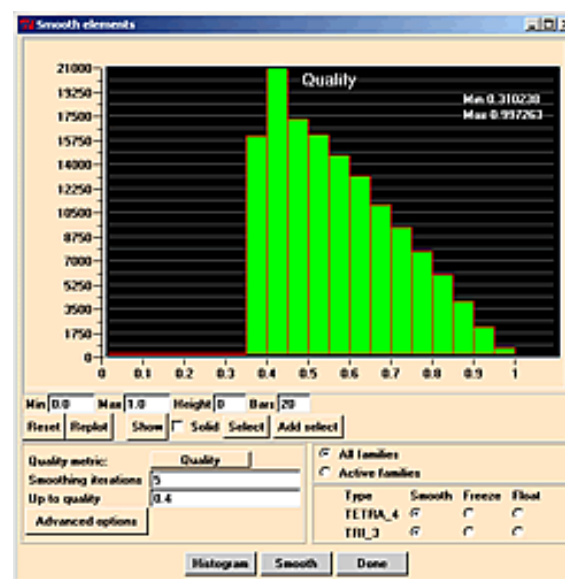 Smooth elements
Quality
Min 0.310238
Max 0.997263
21000
19250
17500
15750
14000
12250
10500
8750
7000
5250
3500
1750
0
0 0.1 0.2 0.3 0.4 0.5 0.6 0.7 0.8 0.9 1
Min 0.0 Max 1.0 Height 0 Bars 20
Reset Replot Show Solid Select Add select
Quality metric: Quality
Smoothing iterations 5
Up to quality 0.4
Advanced options
All families
Active families
Type Smooth Freeze Float
TETRA_4
TRI_3
Histogram Smooth Done